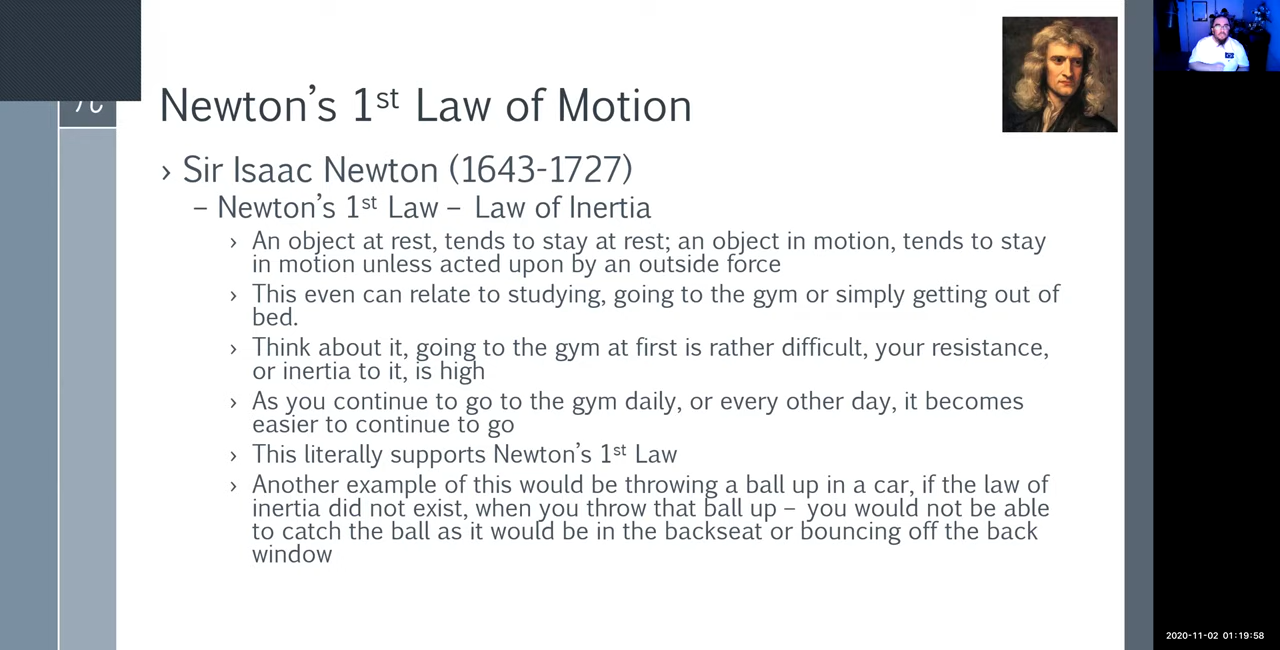 π
Newton’s 1st Law of Motion
› Sir Isaac Newton (1643-1727)
– Newton’s 1st Law – Law of Inertia
› An object at rest, tends to stay at rest; an object in motion, tends to stay
in motion unless acted upon by an outside force
› This even can relate to studying, going to the gym or simply getting out of
bed.
› Think about it, going to the gym at first is rather difficult, your resistance,
or inertia to it, is high
› As you continue to go to the gym daily, or every other day, it becomes
easier to continue to go
› This literally supports Newton’s 1st Law
› Another example of this would be throwing a ball up in a car, if the law of
inertia did not exist, when you throw that ball up – you would not be able
to catch the ball as it would be in the backseat or bouncing off the back
window
2020-11-02 01:19:58